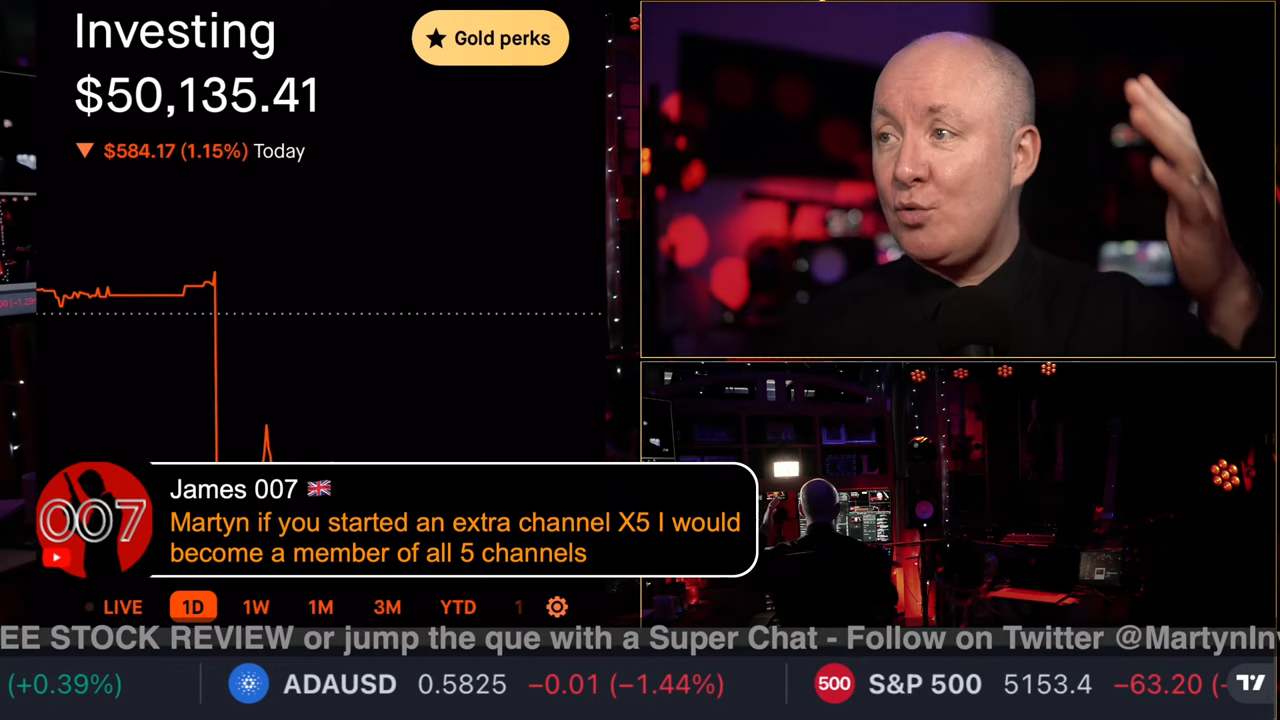 Investing
Gold perks
$50,135.41
$584.17 (1.15%) Today
James 007
007
Martyn if you started an extra channel X5 I would
become a member of all 5 channels
LIVE 1D 1W 1M 3M YTD 1
EE STOCK REVIEW or jump the que with a Super Chat - Follow on Twitter @MartynIn
(+0.39%) ADAUSD 0.5825 −0.01 (−1.44%) 500 S&P 500 5153.4 −63.20 (-